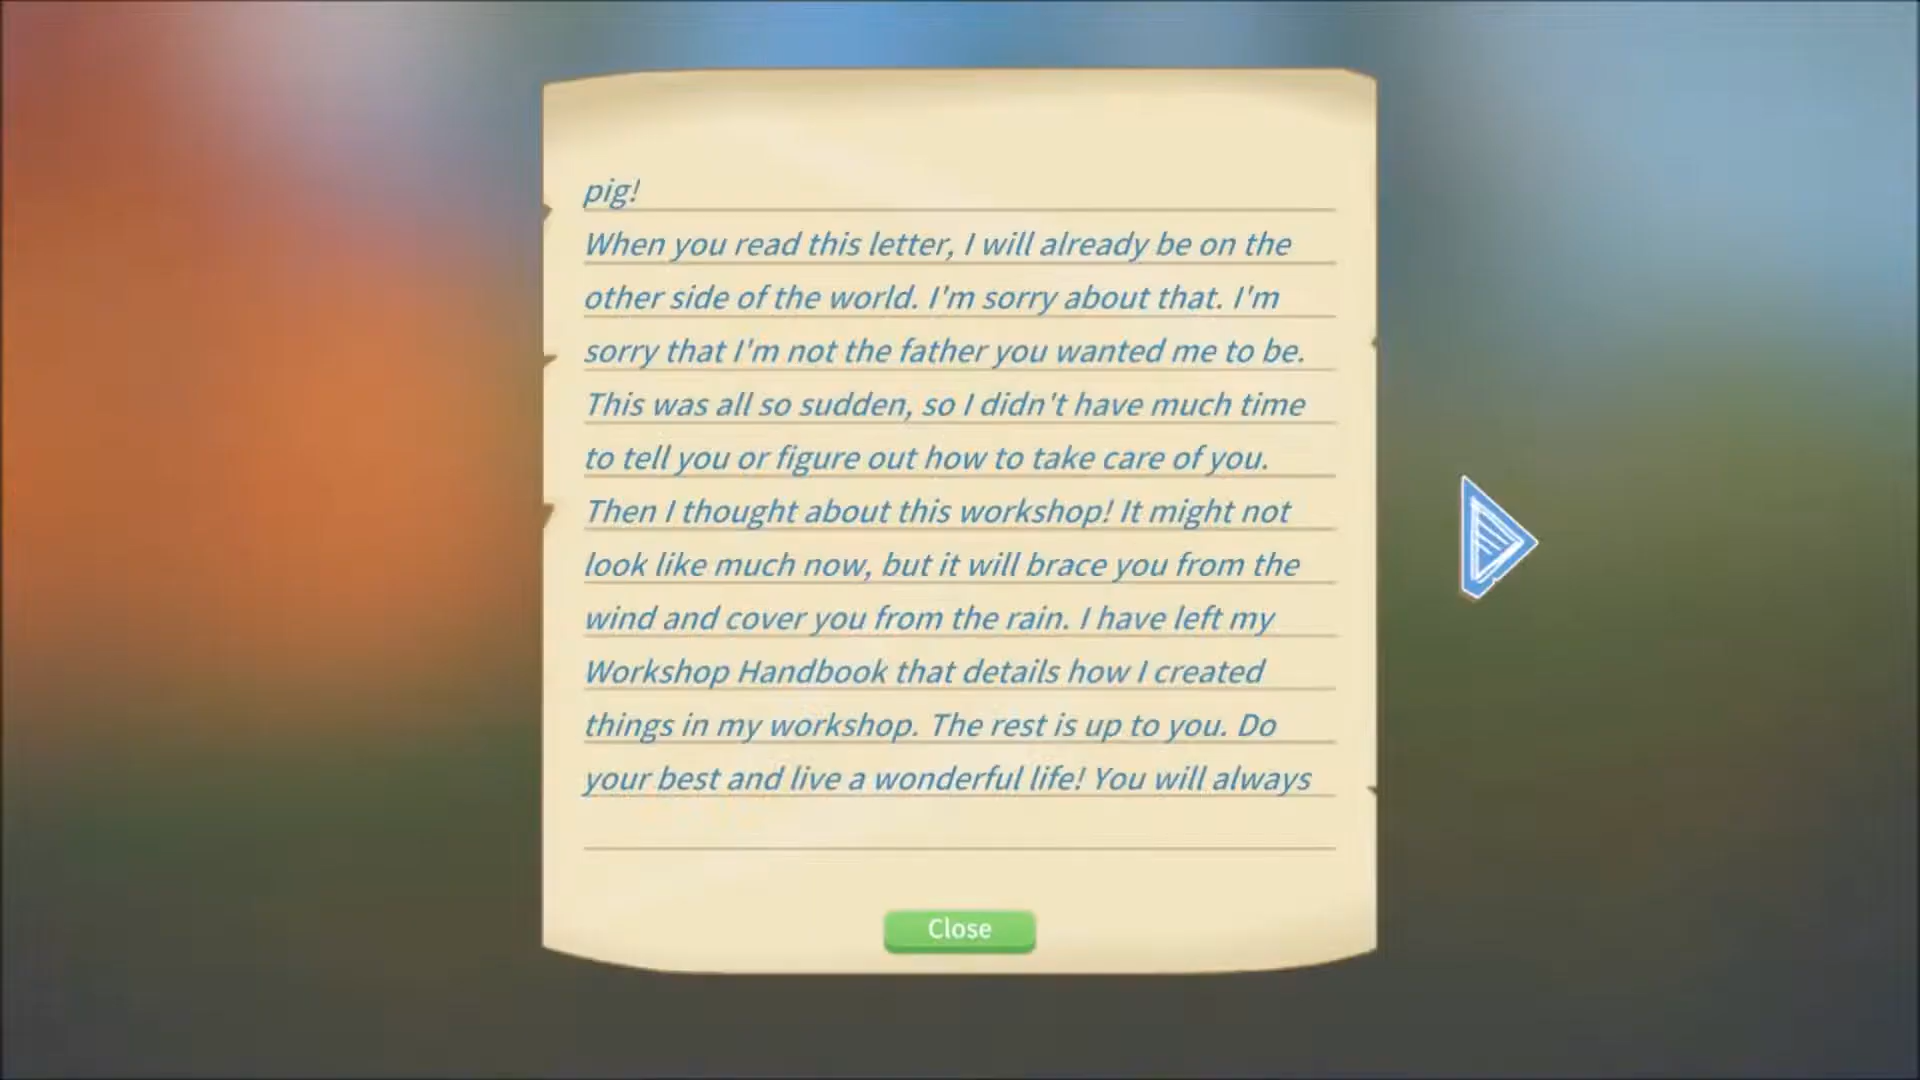 pig!
When you read this letter, I will already be on the
other side of the world. I'm sorry about that. I'm
sorry that I'm not the father you wanted me to be.
This was all so sudden, so I didn't have much time
to tell you or figure out how to take care of you.
Then I thought about this workshop! It might not
look like much now, but it will brace you from the
wind and cover you from the rain. I have left my
Workshop Handbook that details how I created
things in my workshop. The rest is up to you. Do
your best and live a wonderful life! You will always
Close